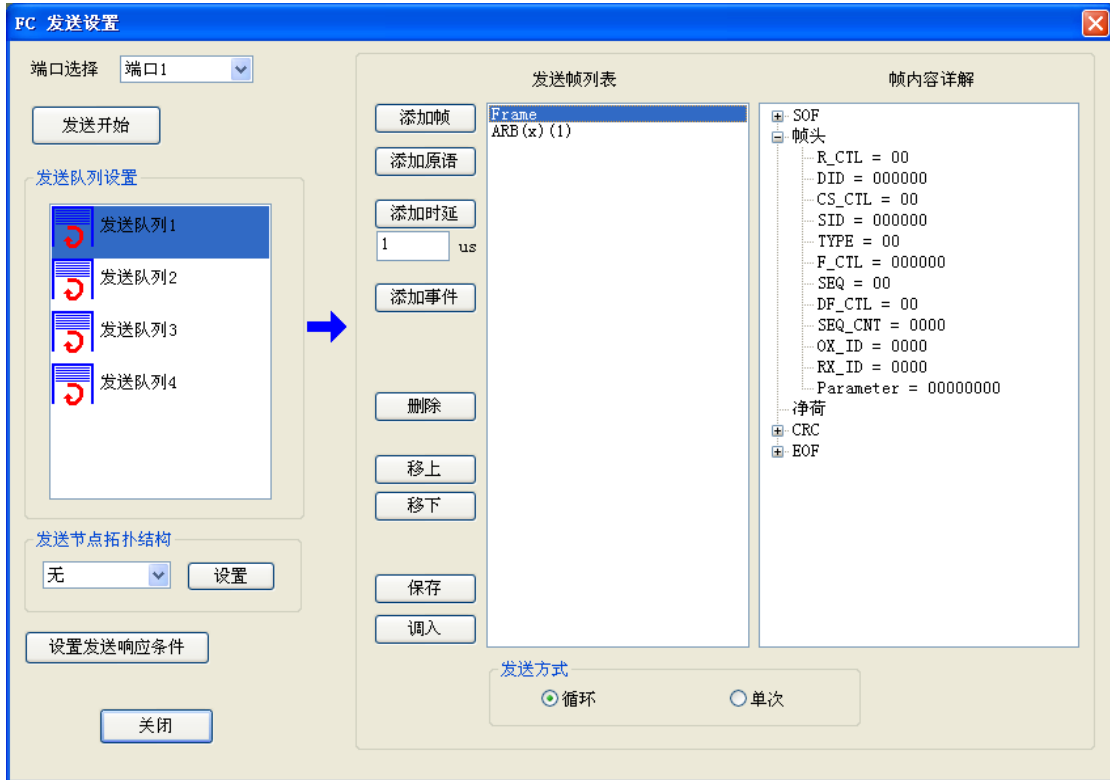 FC 发送设置
端口选择
端口1
发送开始
发送队列设置
发送队列1
发送队列2
发送队列3
发送队列4
发送节点拓扑结构
无
设置
设置发送响应条件
关闭
发送帧列表
帧内容详解
添加帧
添加原语
添加时延
1
us
添加事件
删除
移上
移下
保存
调入
Frame
ARB(x)(1)
SOF
帧头
R_CTL = 00
DID = 000000
CS_CTL = 00
SID = 000000
TYPE = 00
F_CTL = 000000
SEQ = 00
DF_CTL = 00
SEQ_CNT = 0000
OX_ID = 0000
RX_ID = 0000
Parameter = 00000000
净荷
CRC
EOF
发送方式
循环
单次